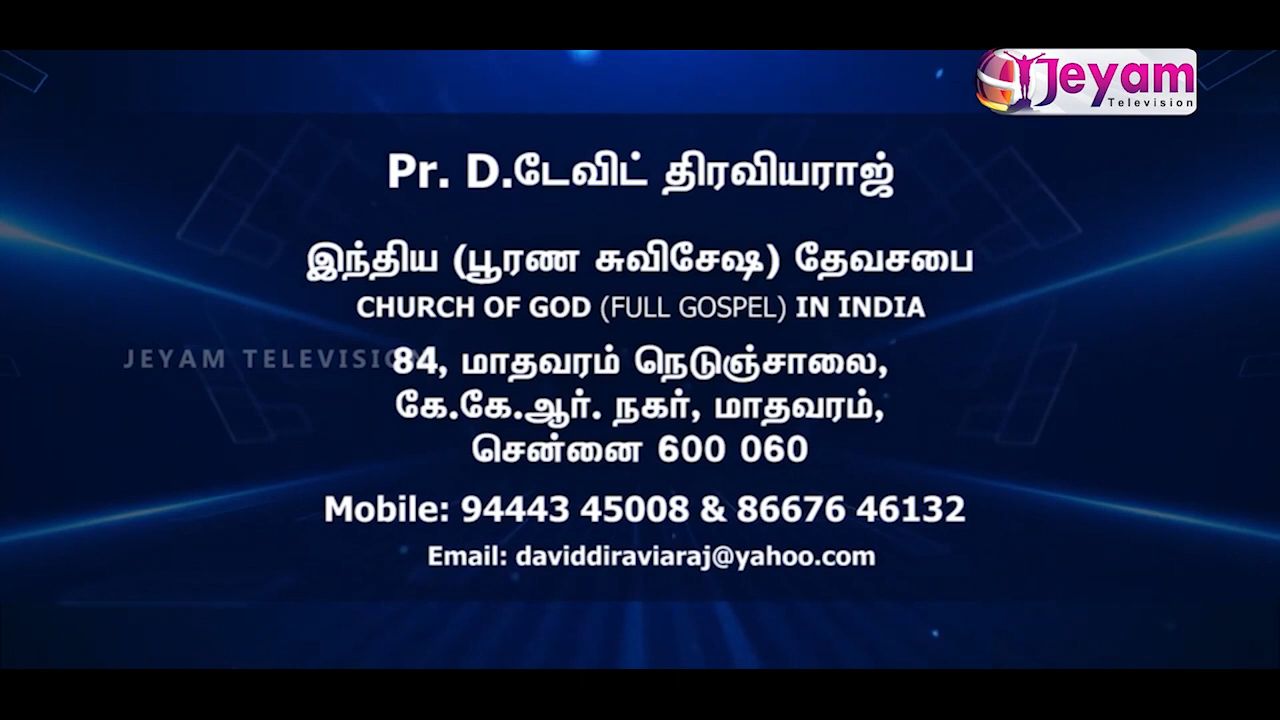 Jeyam
Television
Pr. D.டேவிட் திரவியராஜ்
இந்திய (பூரண சுவிசேஷ) தேவசபை
CHURCH OF GOD (FULL GOSPEL) IN INDIA
JEYAM TELEVISION
84, மாதவரம் நெடுஞ்சாலை,
கே.கே.ஆர். நகர், மாதவரம்,
சென்னை 600 060
Mobile: 94443 45008 & 86676 46132
Email: daviddiraviaraj@yahoo.com